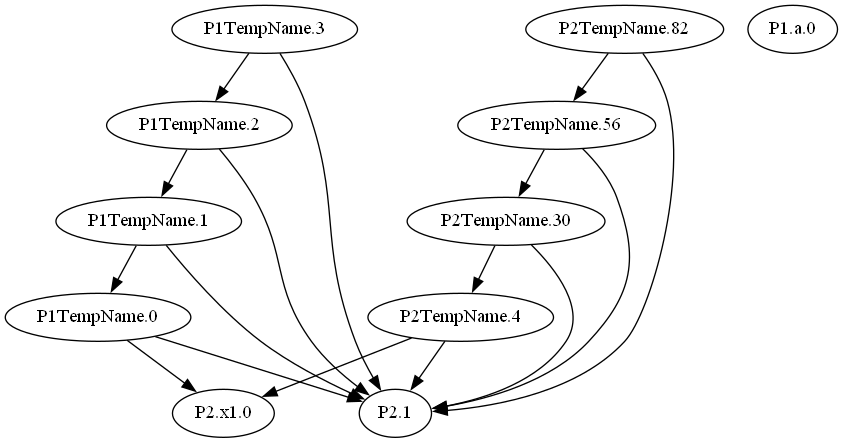 P1TempName.3
P2TempName.82
P1.a.0
P1TempName.2
P2TempName.56
P1TempName.1
P2TempName.30
P1TempName.0
P2TempName.4
P2.x1.0
P2.1